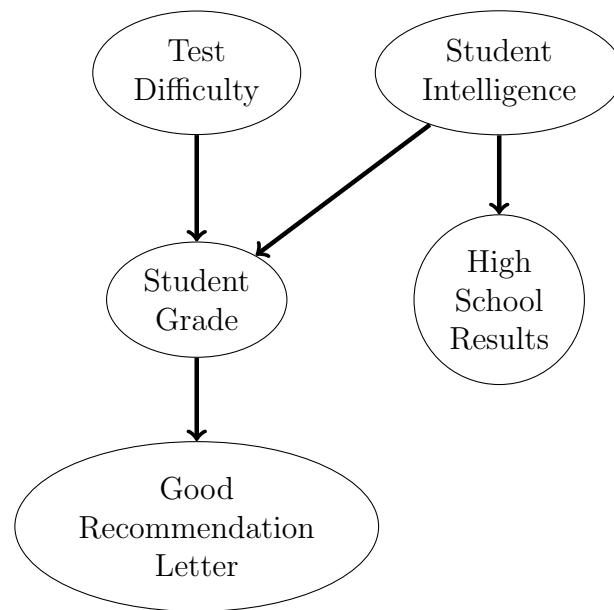 Test
Difficulty
Student
Intelligence
Student
Grade
High
School
Results
Good
Recommendation
Letter